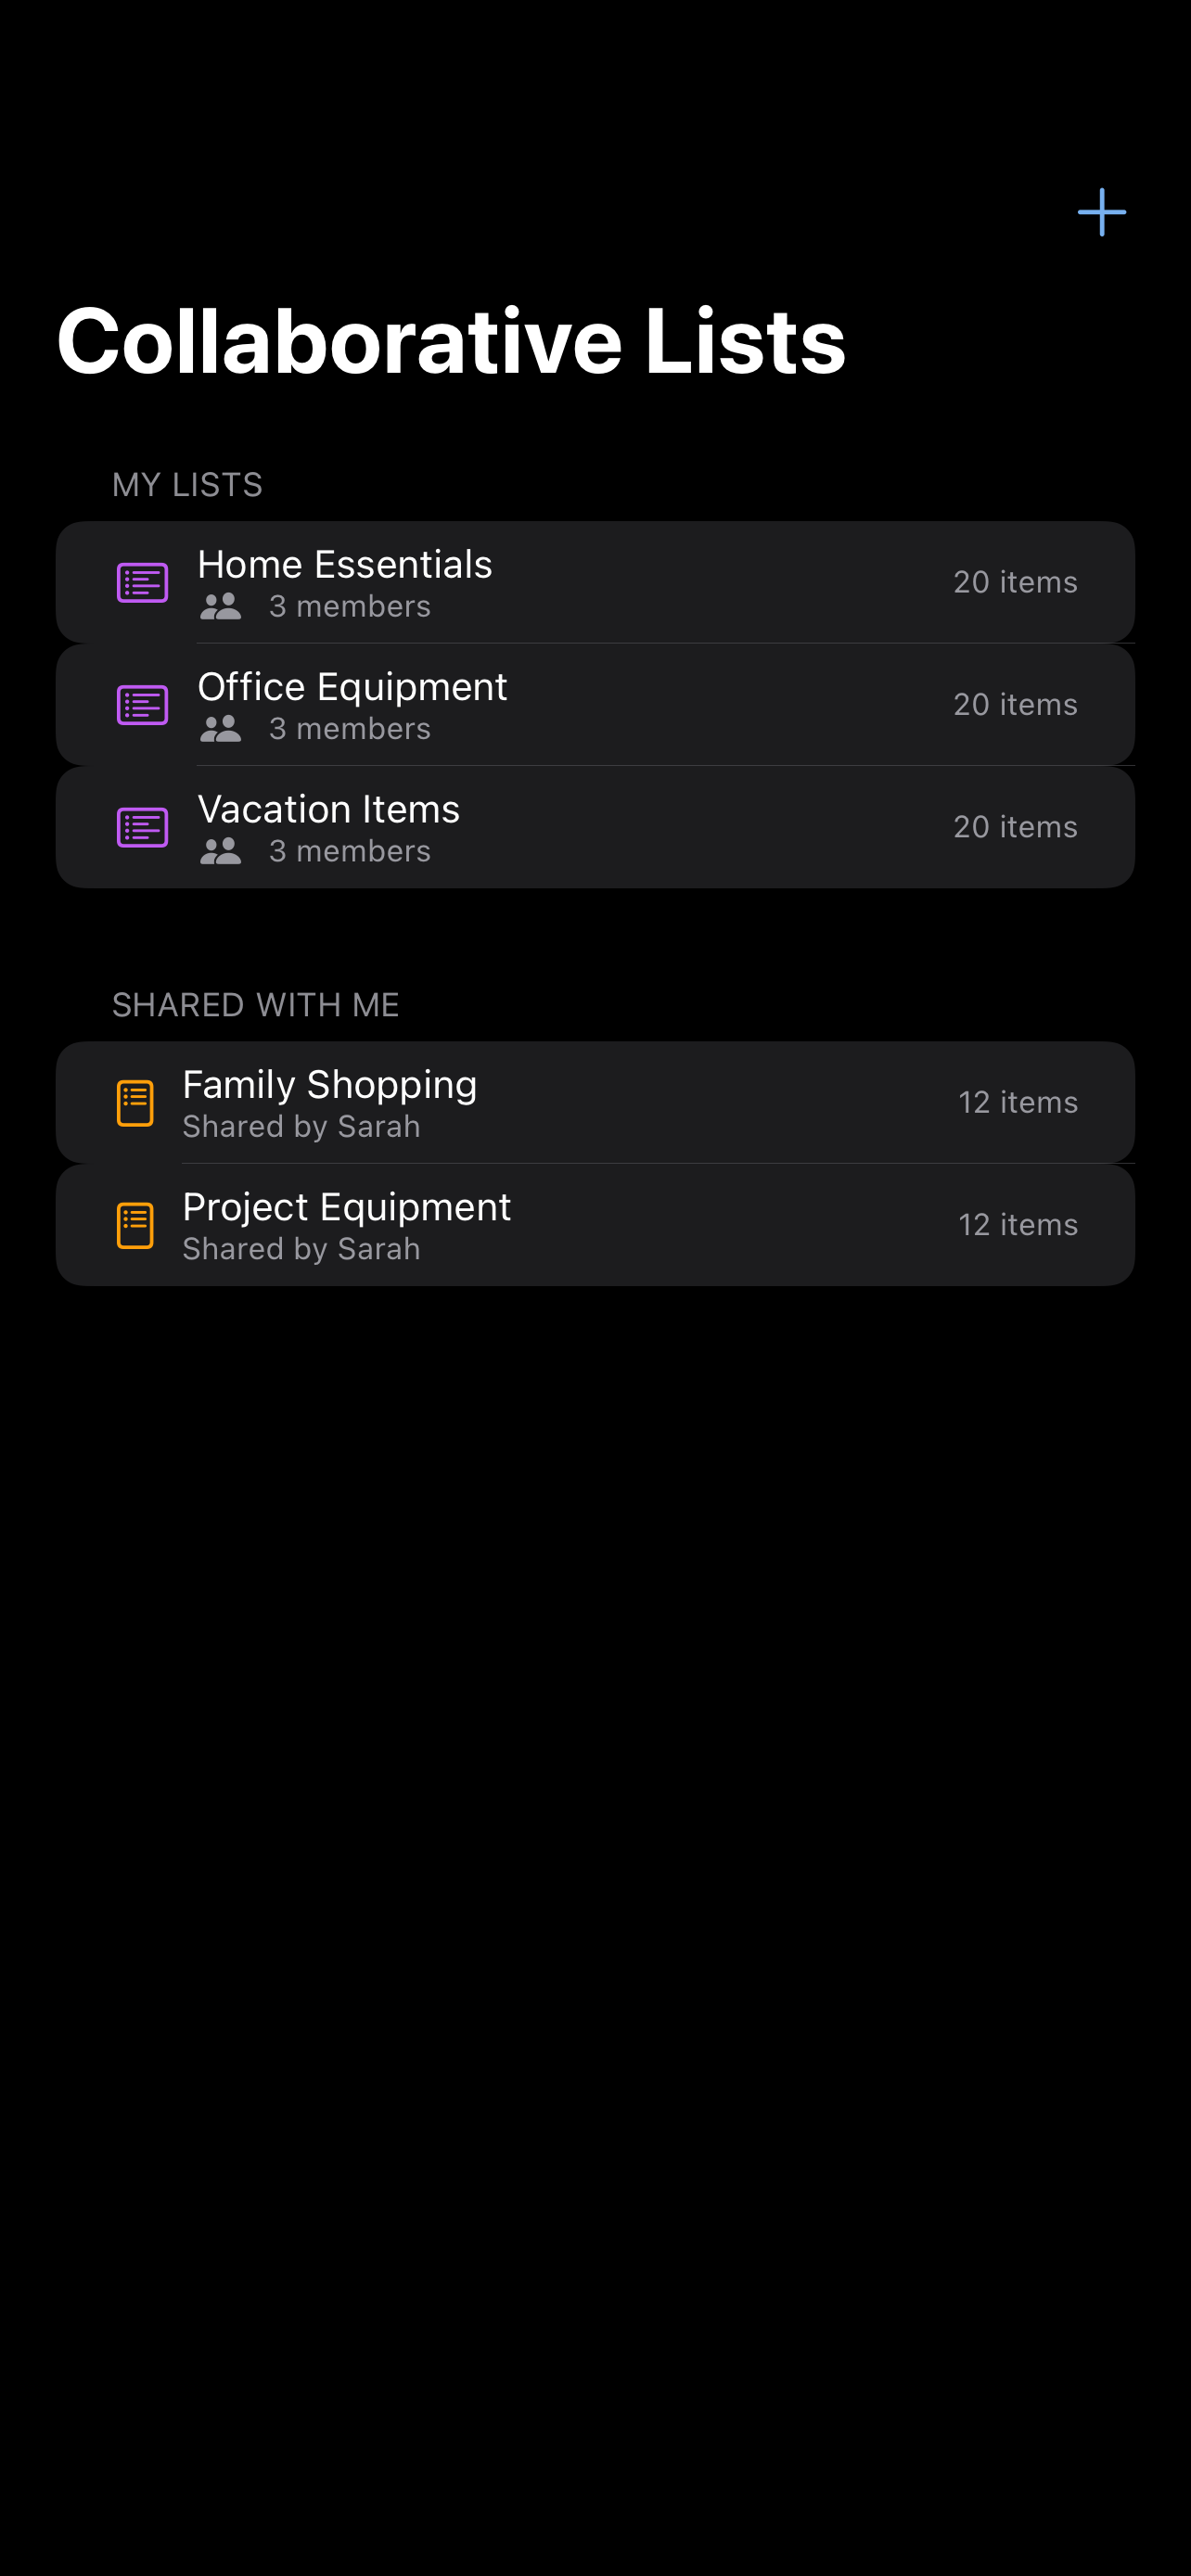 Collaborative Lists
MY LISTS
Home Essentials
3 members
20 items
Office Equipment
3 members
20 items
Vacation Items
3 members
20 items
SHARED WITH ME
Family Shopping
Shared by Sarah
12 items
Project Equipment
Shared by Sarah
12 items